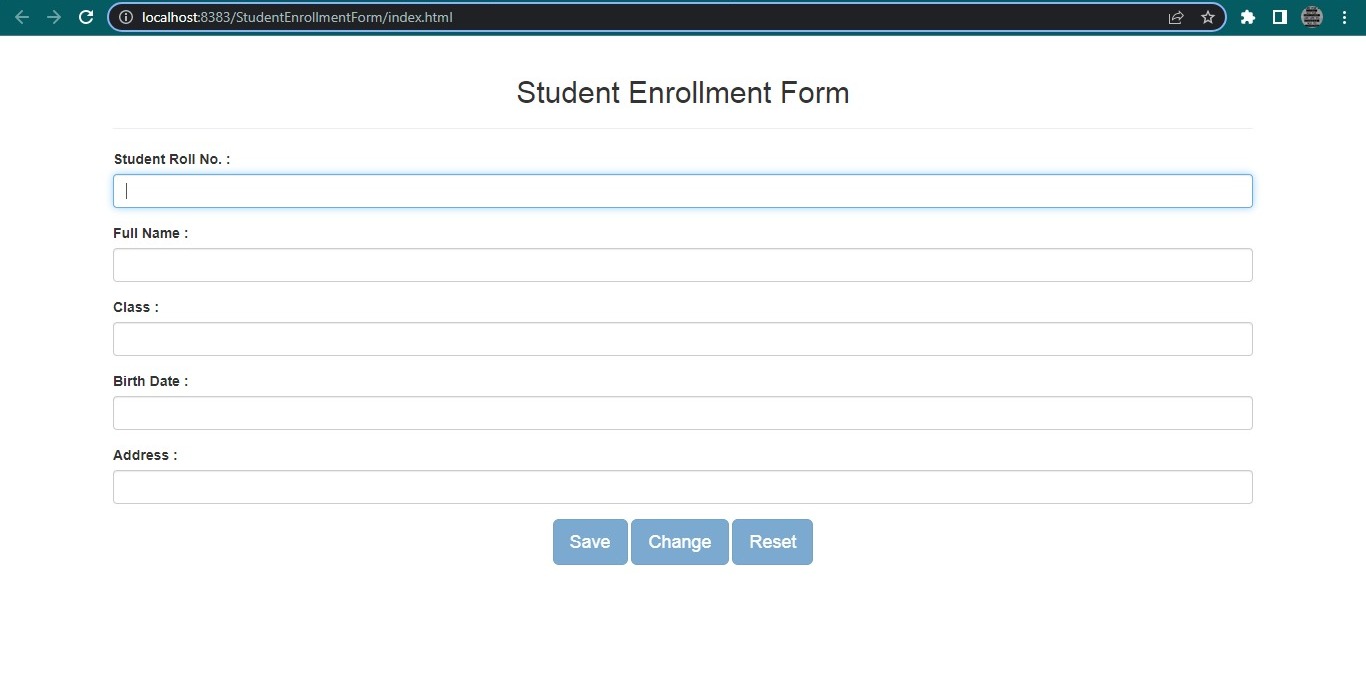 localhost:8383/StudentEnrollmentForm/index.html
Student Enrollment Form
Student Roll No. :
Full Name :
Class :
Birth Date :
Address :
Save Change Reset